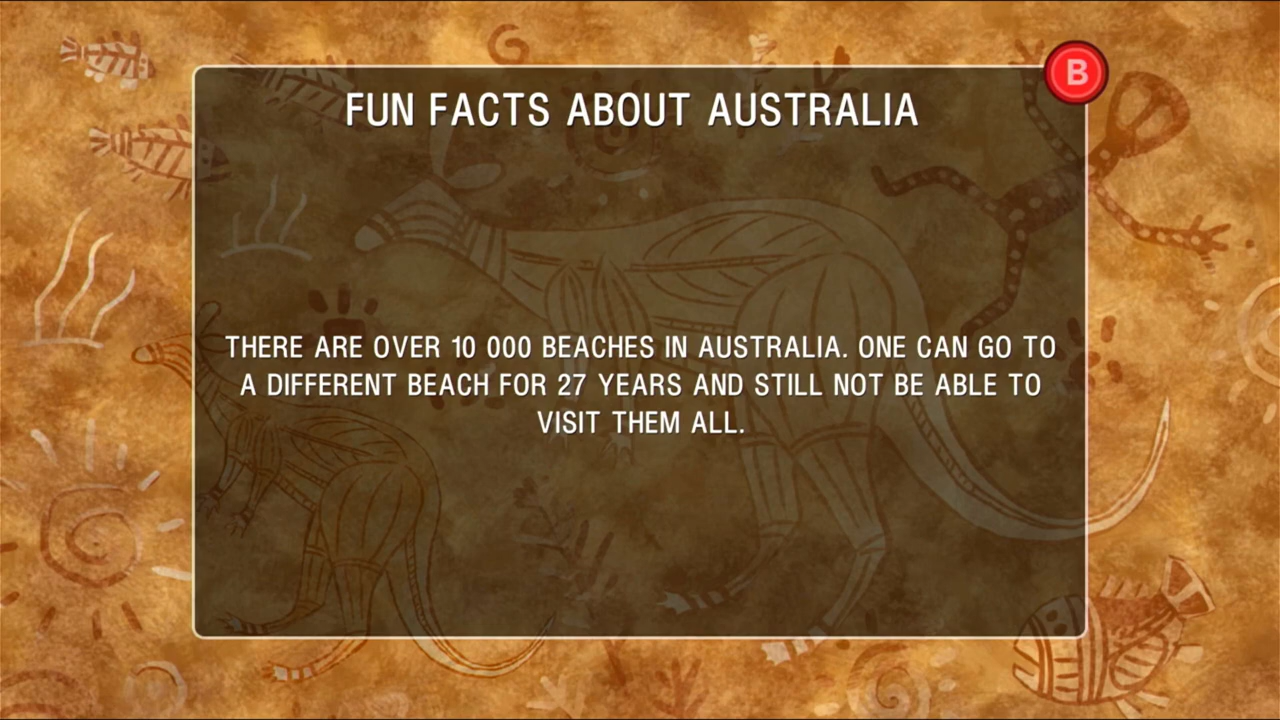 B
FUN FACTS ABOUT AUSTRALIA
THERE ARE OVER 10 000 BEACHES IN AUSTRALIA. ONE CAN GO TO
A DIFFERENT BEACH FOR 27 YEARS AND STILL NOT BE ABLE TO
VISIT THEM ALL.